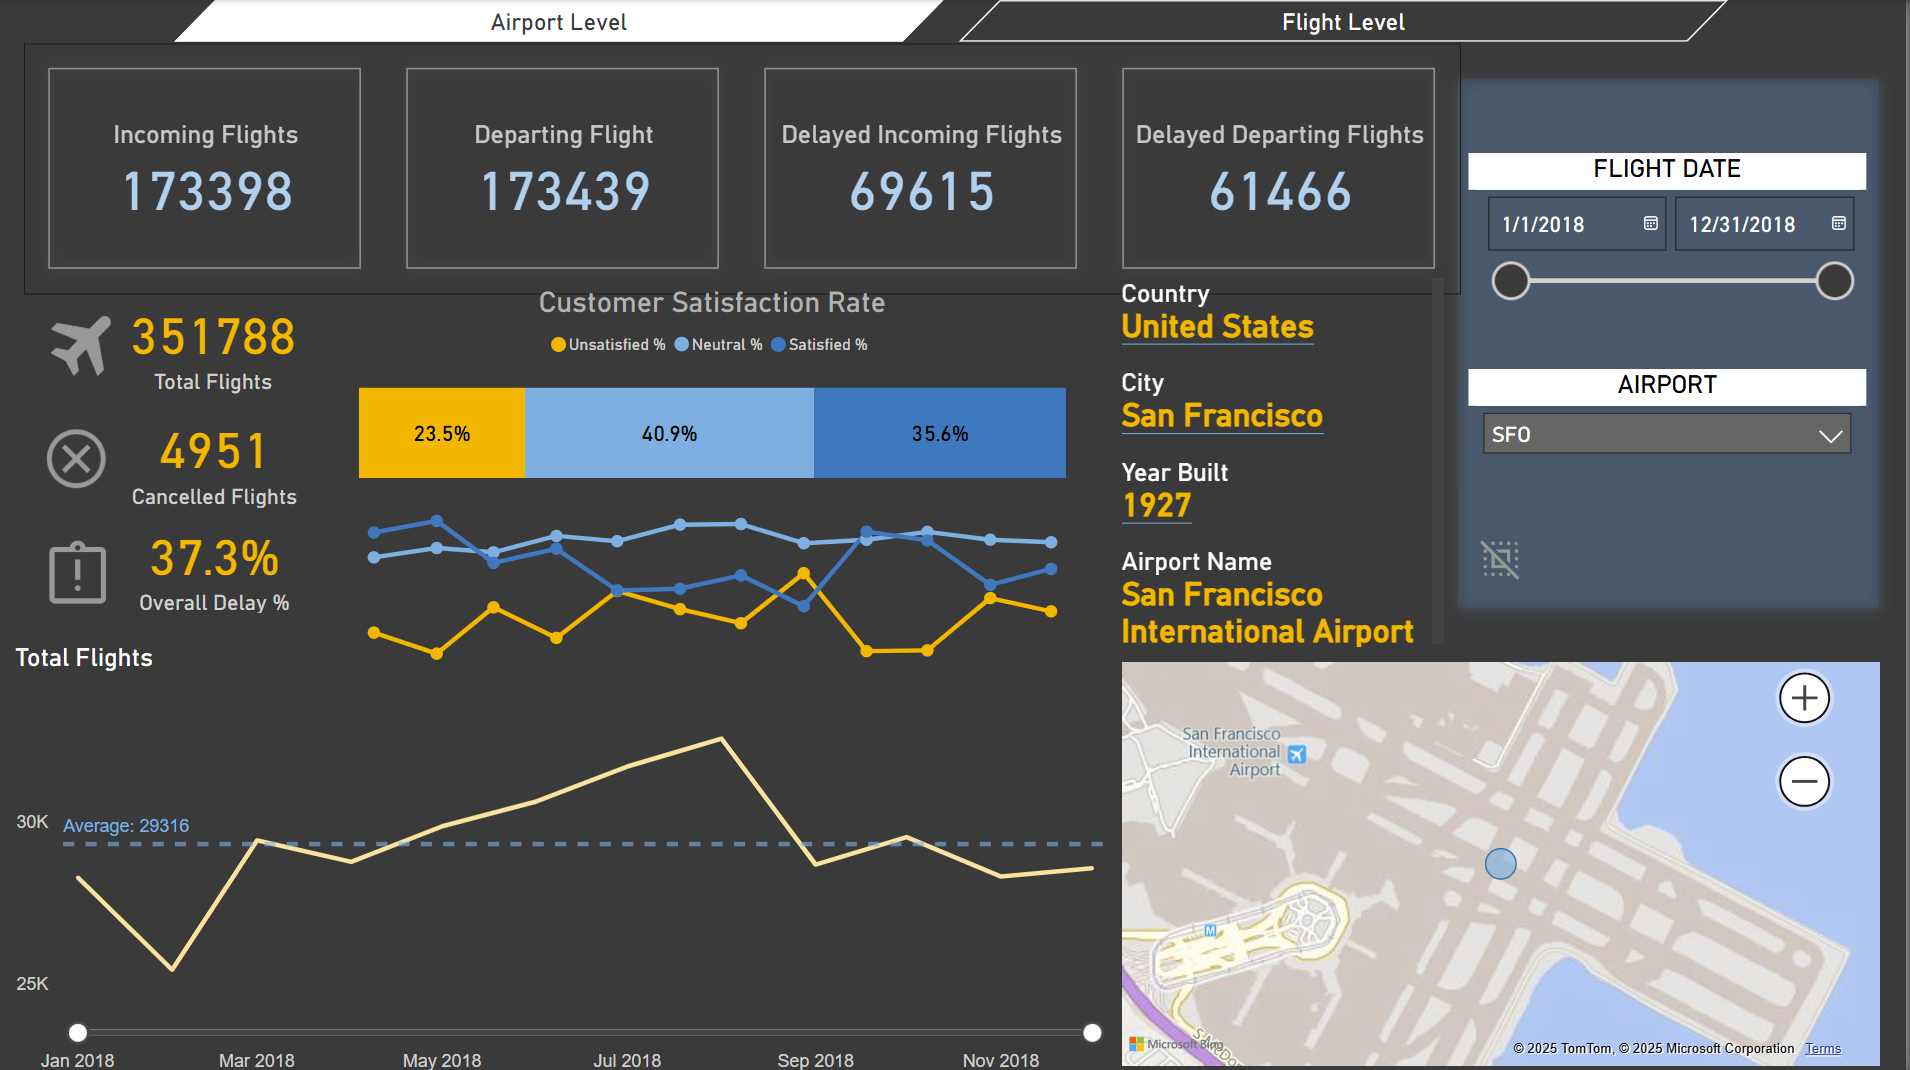 Airport Level
Flight Level
Incoming Flights
173398
Departing Flight
173439
Delayed Incoming Flights
69615
Delayed Departing Flights
61466
FLIGHT DATE
1/1/2018
12/31/2018
AIRPORT
SFO
351788
Total Flights
4951
Cancelled Flights
37.3%
Overall Delay %
Customer Satisfaction Rate
Unsatisfied % Neutral % Satisfied %
23.5%
40.9%
35.6%
Country
United States
City
San Francisco
Year Built
1927
Airport Name
San Francisco
International Airport
Total Flights
30K
Average: 29316
25K
Jan 2018
Mar 2018
May 2018
Jul 2018
Sep 2018
Nov 2018
San Francisco
International
Airport
M
Microsoft Bing
© 2025 TomTom, © 2025 Microsoft Corporation Terms